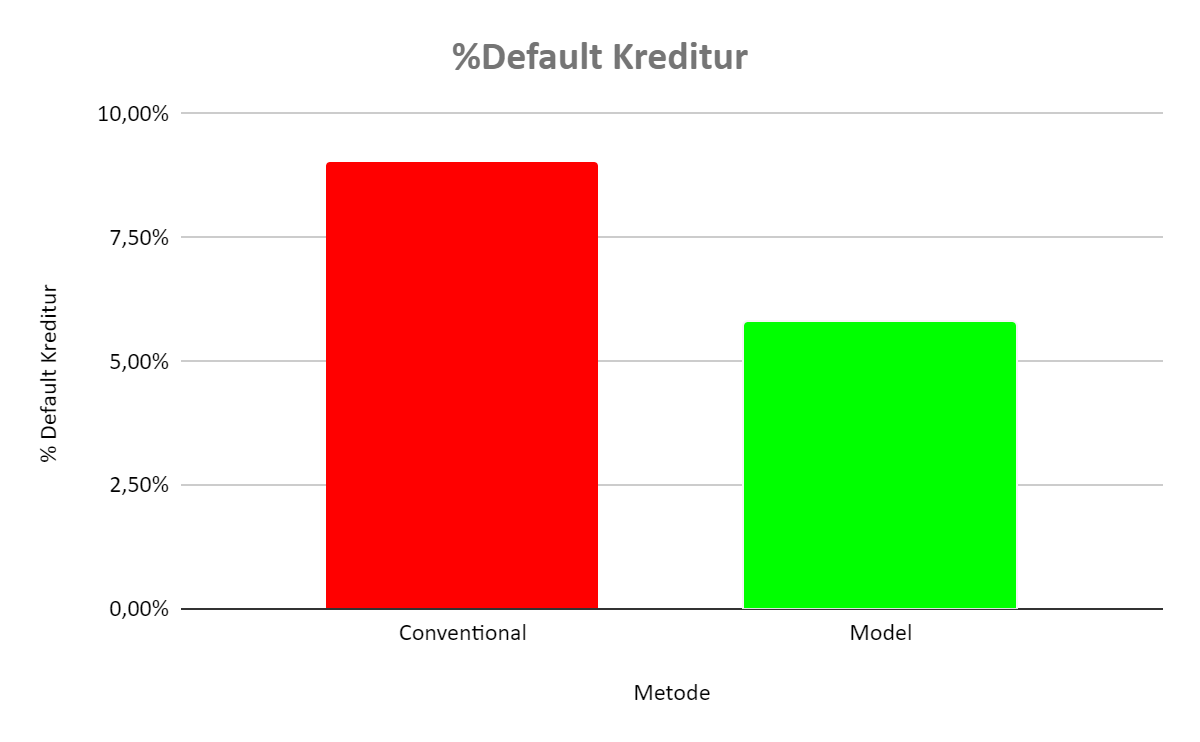 %Default Kreditur
10,00%
7,50%
5,00%
2,50%
0,00%
% Default Kreditur
Conventional
Model
Metode